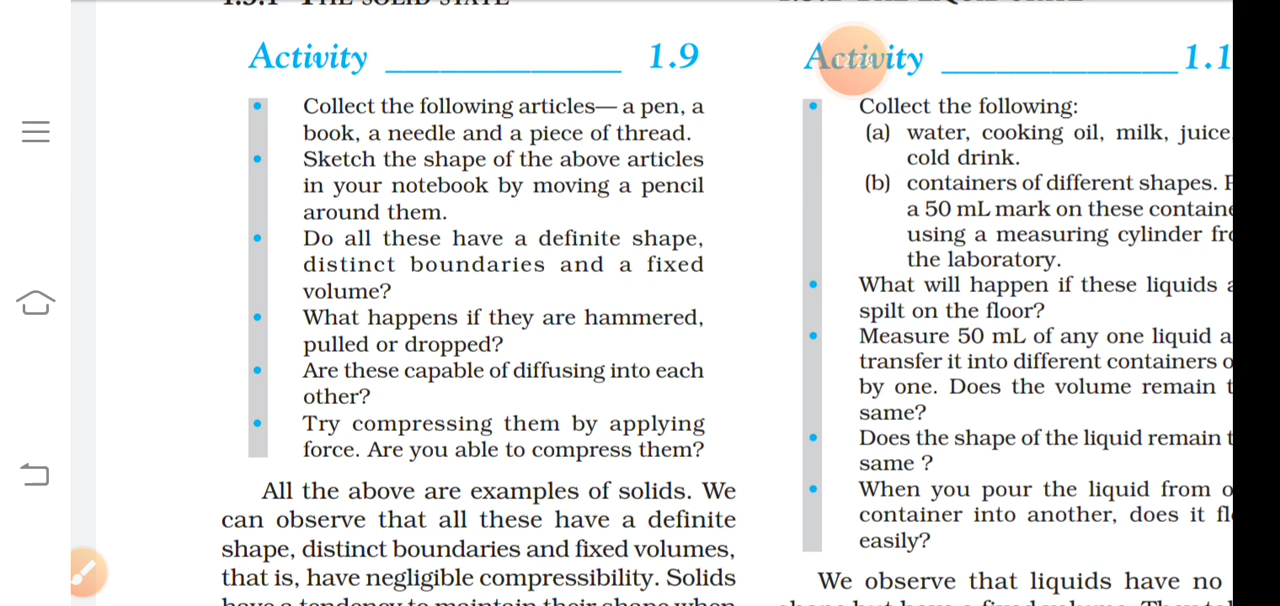 Activity 1.9
Collect the following articles— a pen, a
book, a needle and a piece of thread.
Sketch the shape of the above articles
in your notebook by moving a pencil
around them.
Do all these have a definite shape,
distinct boundaries and a fixed
volume?
What happens if they are hammered,
pulled or dropped?
Are these capable of diffusing into each
other?
Try compressing them by applying
force. Are you able to compress them?
All the above are examples of solids. We
can observe that all these have a definite
shape, distinct boundaries and fixed volumes,
that is, have negligible compressibility. Solids
Activity 1.1
Collect the following:
(a) water, cooking oil, milk, juice
cold drink.
(b) containers of different shapes.
a 50 mL mark on these
using a measuring cylinder
the laboratory.
What will happen if these liquids
spilt on the floor?
Measure 50 mL of any one liquid
transfer it into different containers
by one. Does the volume remain
same?
Does the shape of the liquid remain
same ?
When you pour the liquid from
container into another, does it
easily?
We observe that liquids have no